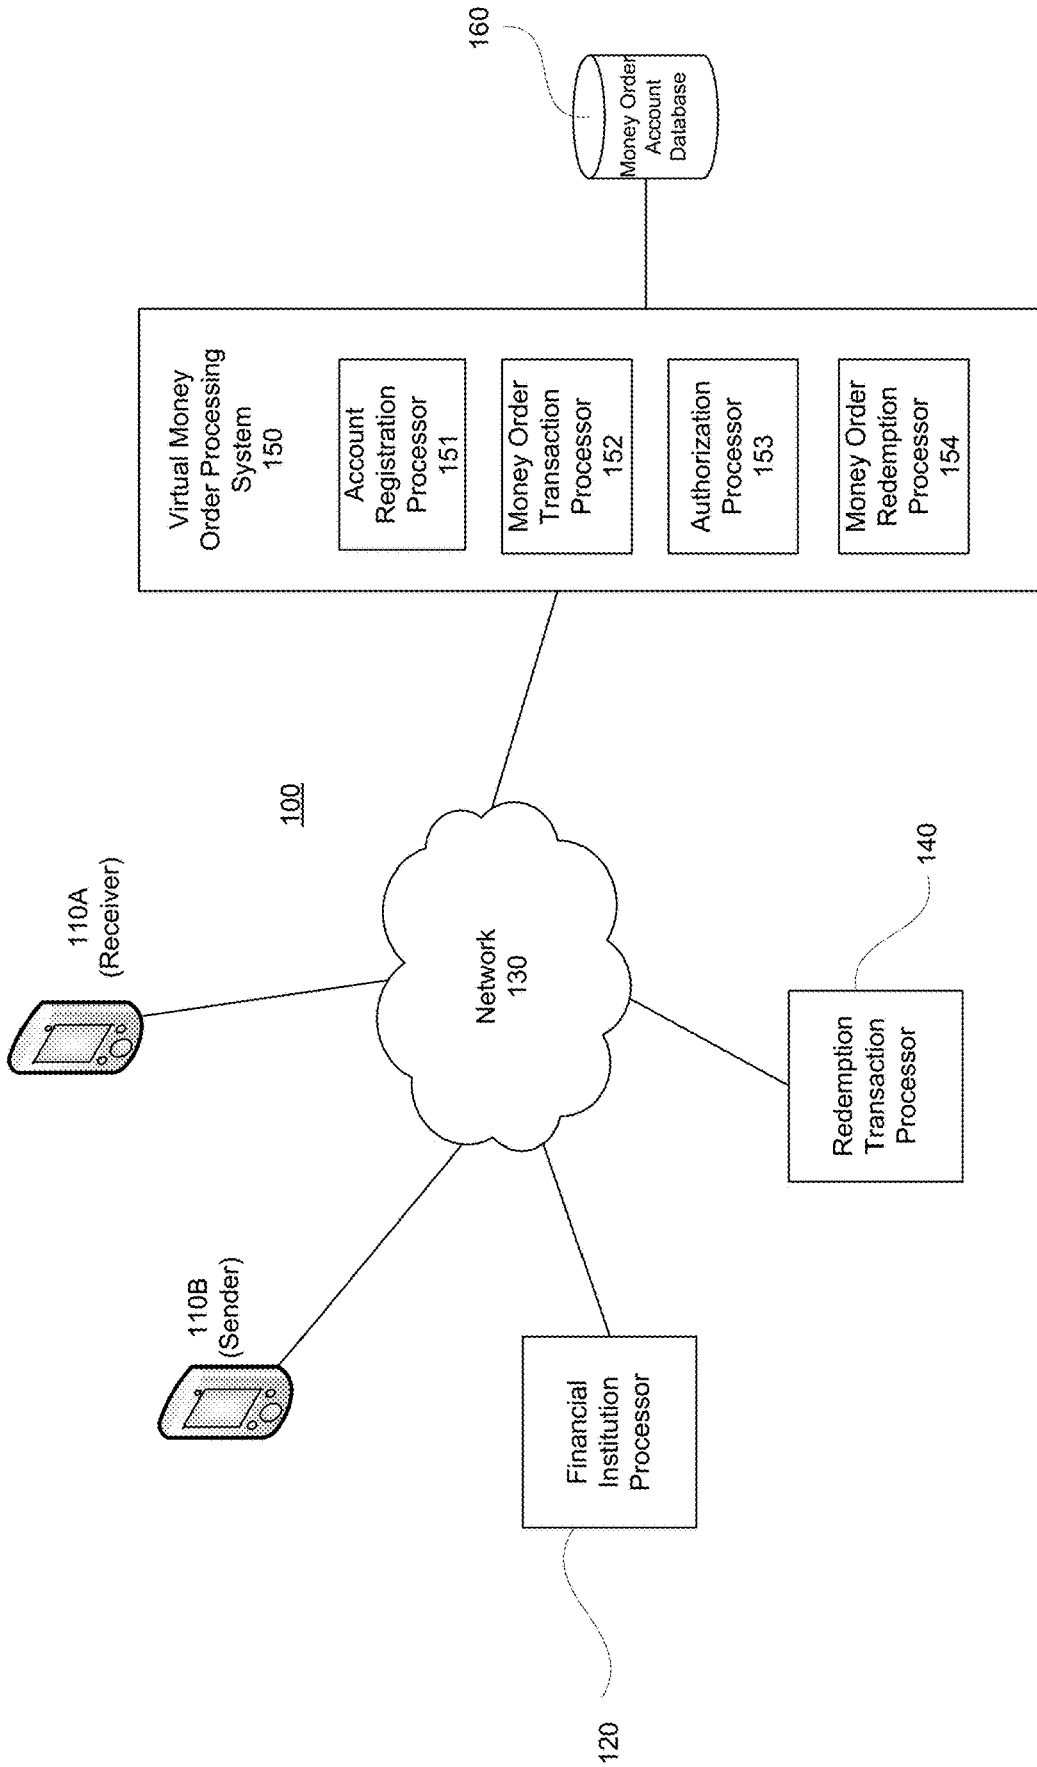 110B
(Sender)
110A
(Receiver)
100
Network
130
Financial
Institution
Processor
120
Redemption
Transaction
Processor
140
Virtual Money
Order Processing
System
150
Account
Registration
Processor
151
Money Order
Transaction
Processor
152
Authorization
Processor
153
Money Order
Redemption
Processor
154
160
Money Order
Account
Database